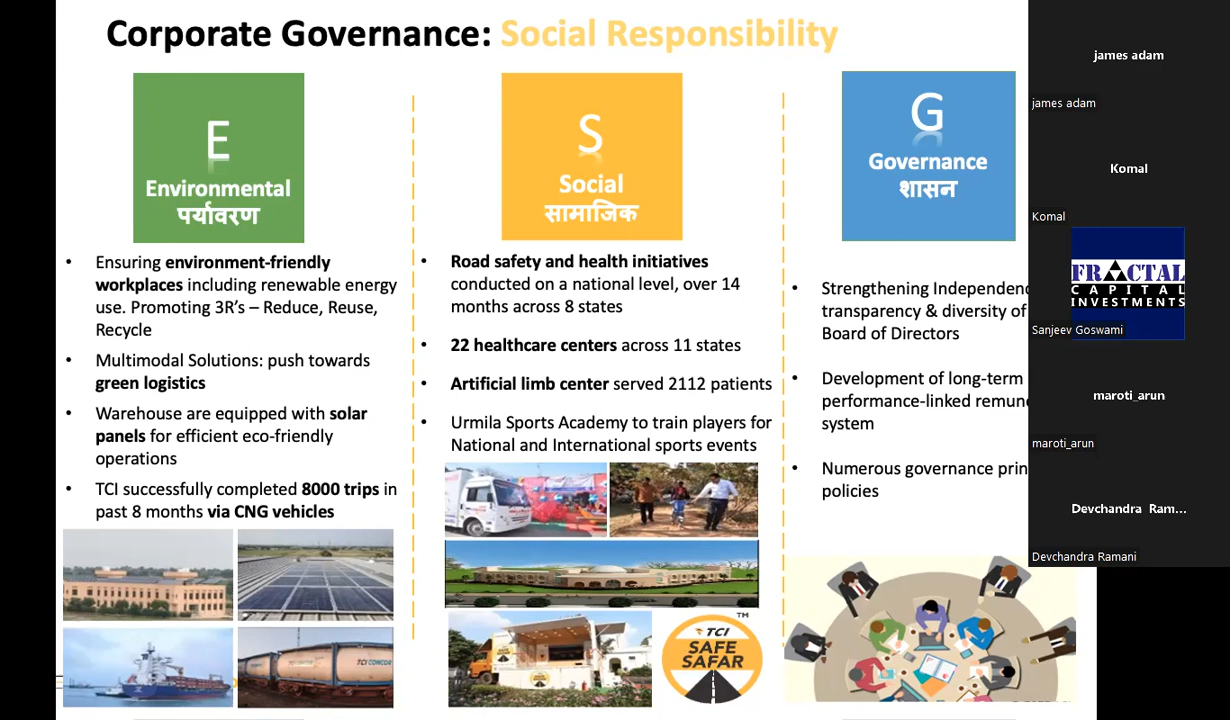 Corporate Governance: Social Responsibility
E
Environmental
पर्यावरण
Ensuring environment-friendly
workplaces including renewable energy
use. Promoting 3R's – Reduce, Reuse,
Recycle
Multimodal Solutions: push towards
green logistics
Warehouse are equipped with solar
panels for efficient eco-friendly
operations
TCI successfully completed 8000 trips in
past 8 months via CNG vehicles
TCI CONCOR
S
Social
सामाजिक
Road safety and health initiatives
conducted on a national level, over 14
months across 8 states
22 healthcare centers across 11 states
Artificial limb center served 2112 patients
Urmila Sports Academy to train players for
National and International sports events
TCI
SAFE
SAFAR
TM
G
Governance
शासन
Strengthening Independenc
transparency & diversity of
Board of Directors
Development of long-term
performance-linked remun
system
Numerous governance prin
policies
james adam
james adam
Komal
Komal
FRACTAL
CAPITAL
INVESTMENTS
Sanjeev Goswami
maroti_arun
maroti_arun
Devchandra Ram...
Devchandra Ramani